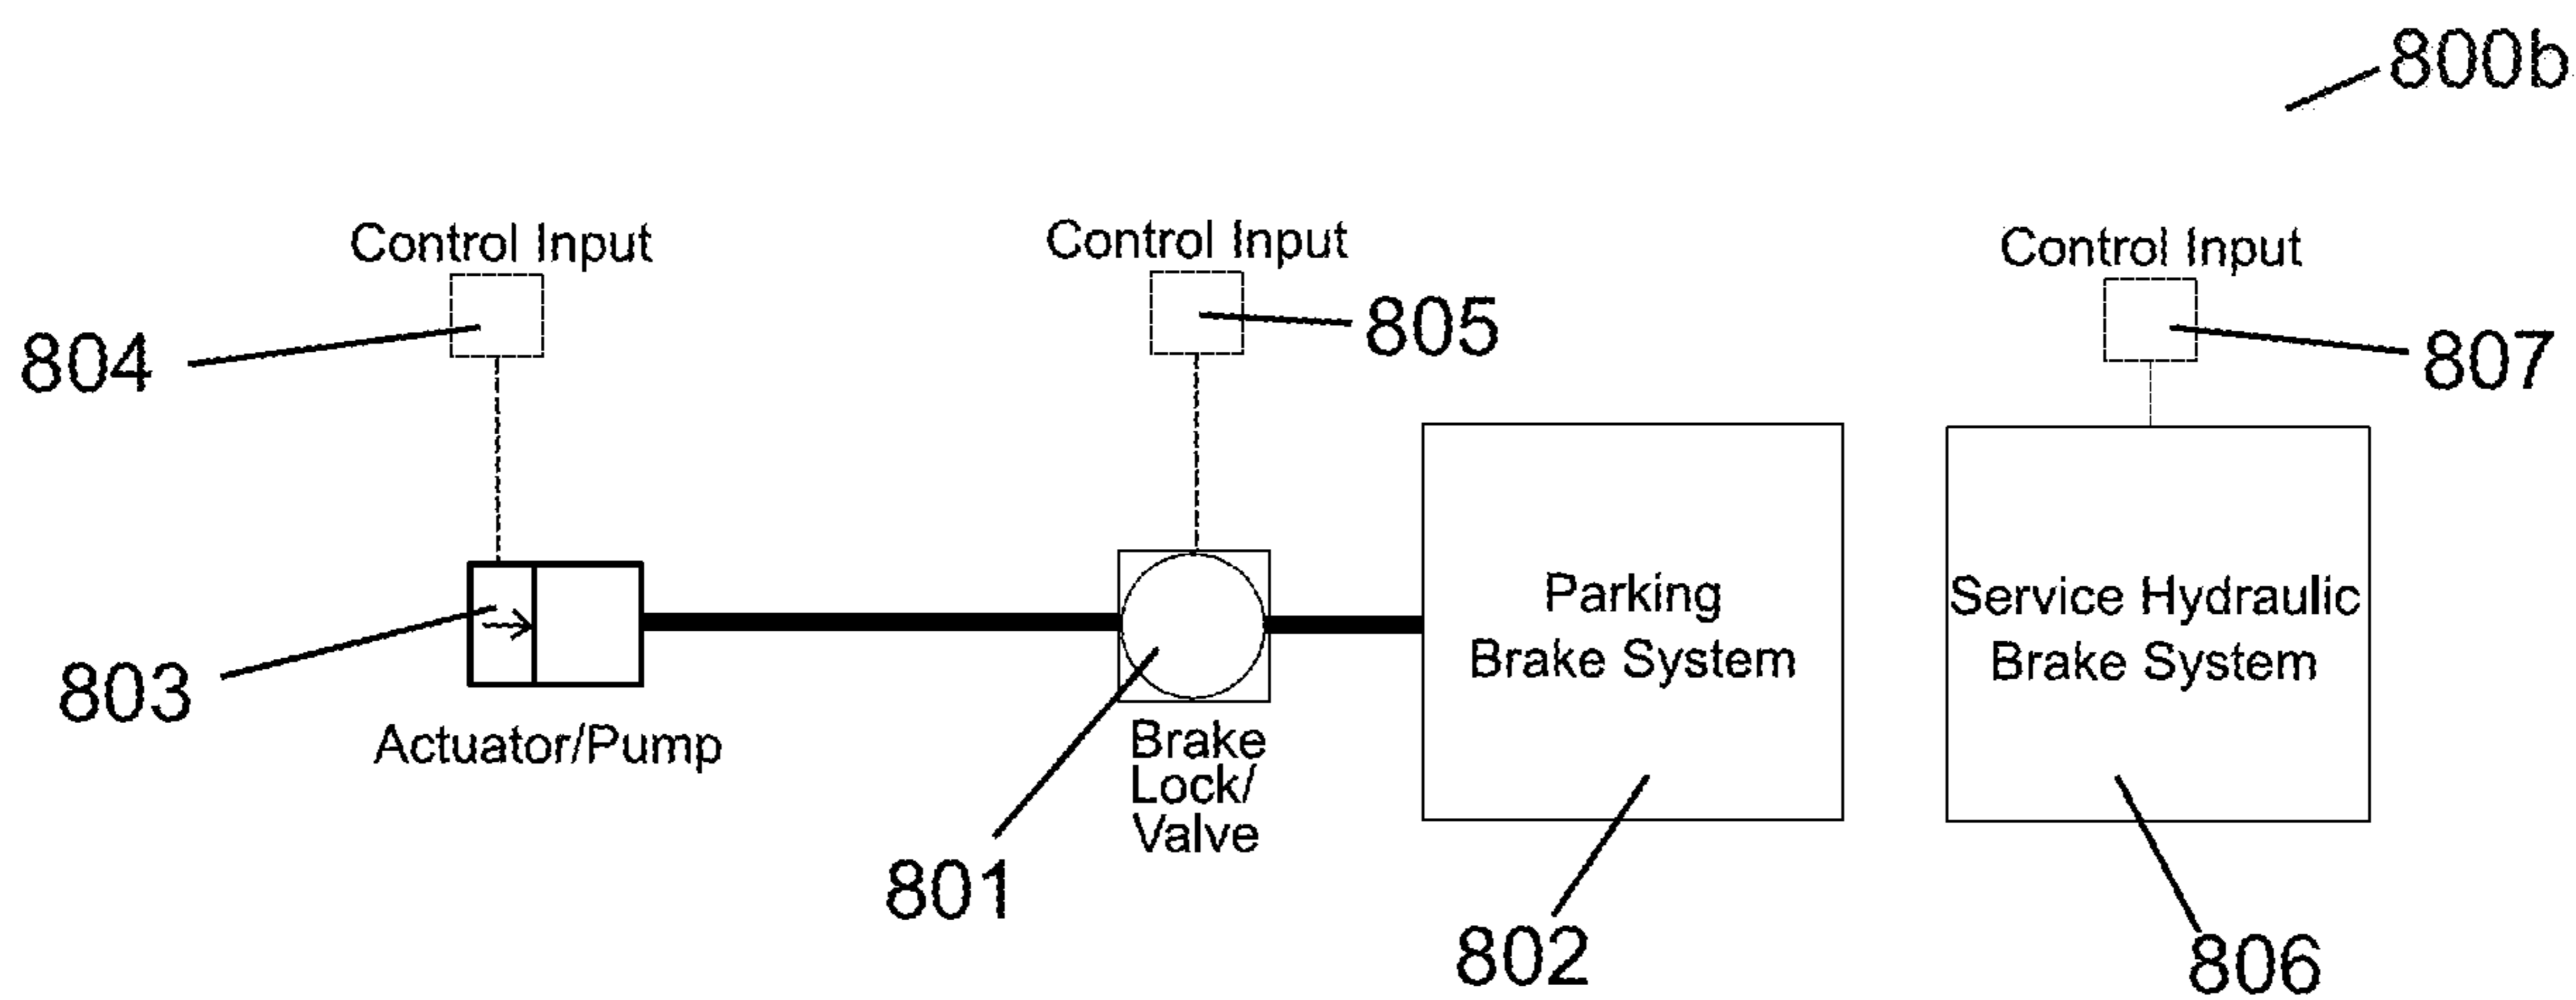 800b
Control Input
Control Input
Control Input
804
805
807
Parking
Brake System
Service Hydraulic
Brake System
803
Actuator/Pump
Brake
Lock/
Valve
801
802
806